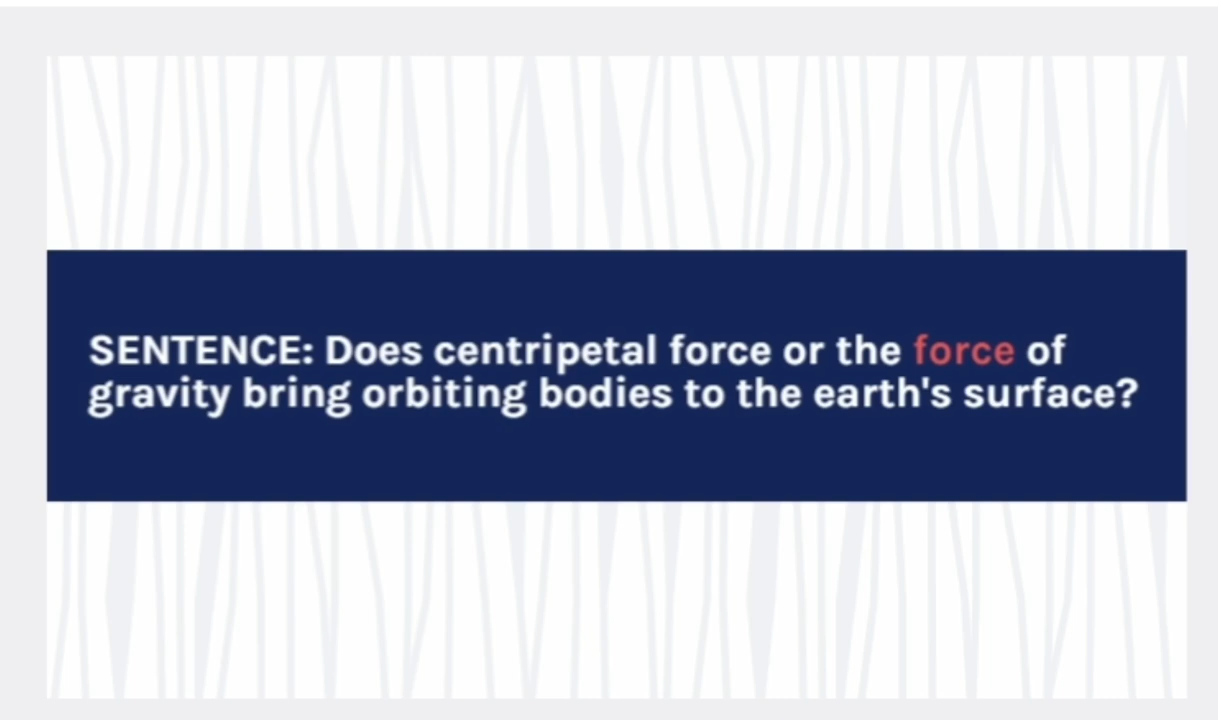 SENTENCE: Does centripetal force or the force of
gravity bring orbiting bodies to the earth's surface?